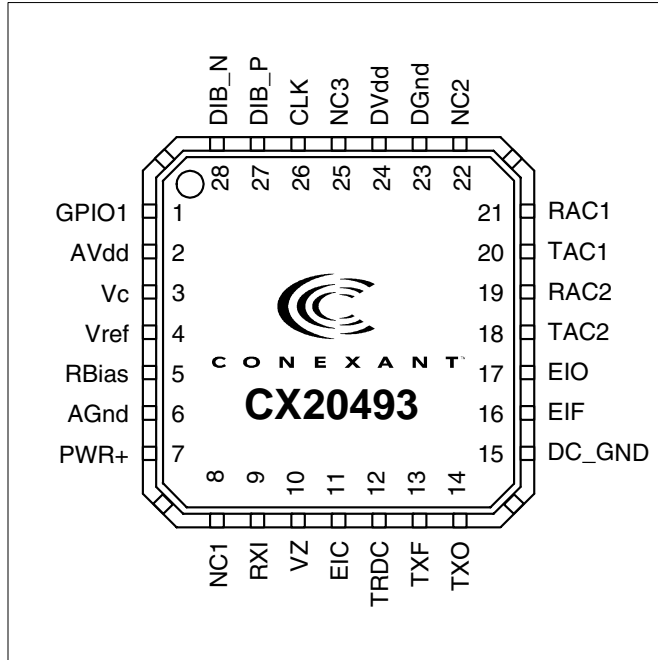 DIB_N
DIB_P
CLK
NC3
DVdd
DGnd
NC2
28
27
26
25
24
23
22
GPIO1 1
AVdd 2
Vc 3
Vref 4
RBias 5
AGnd 6
PWR+ 7
21 RAC1
20 TAC1
19 RAC2
18 TAC2
17 EIO
16 EIF
15 DC_GND
CONEXANT™
CX20493
8
9
10
11
12
13
14
NC1
RXI
VZ
EIC
TRDC
TXF
TXO